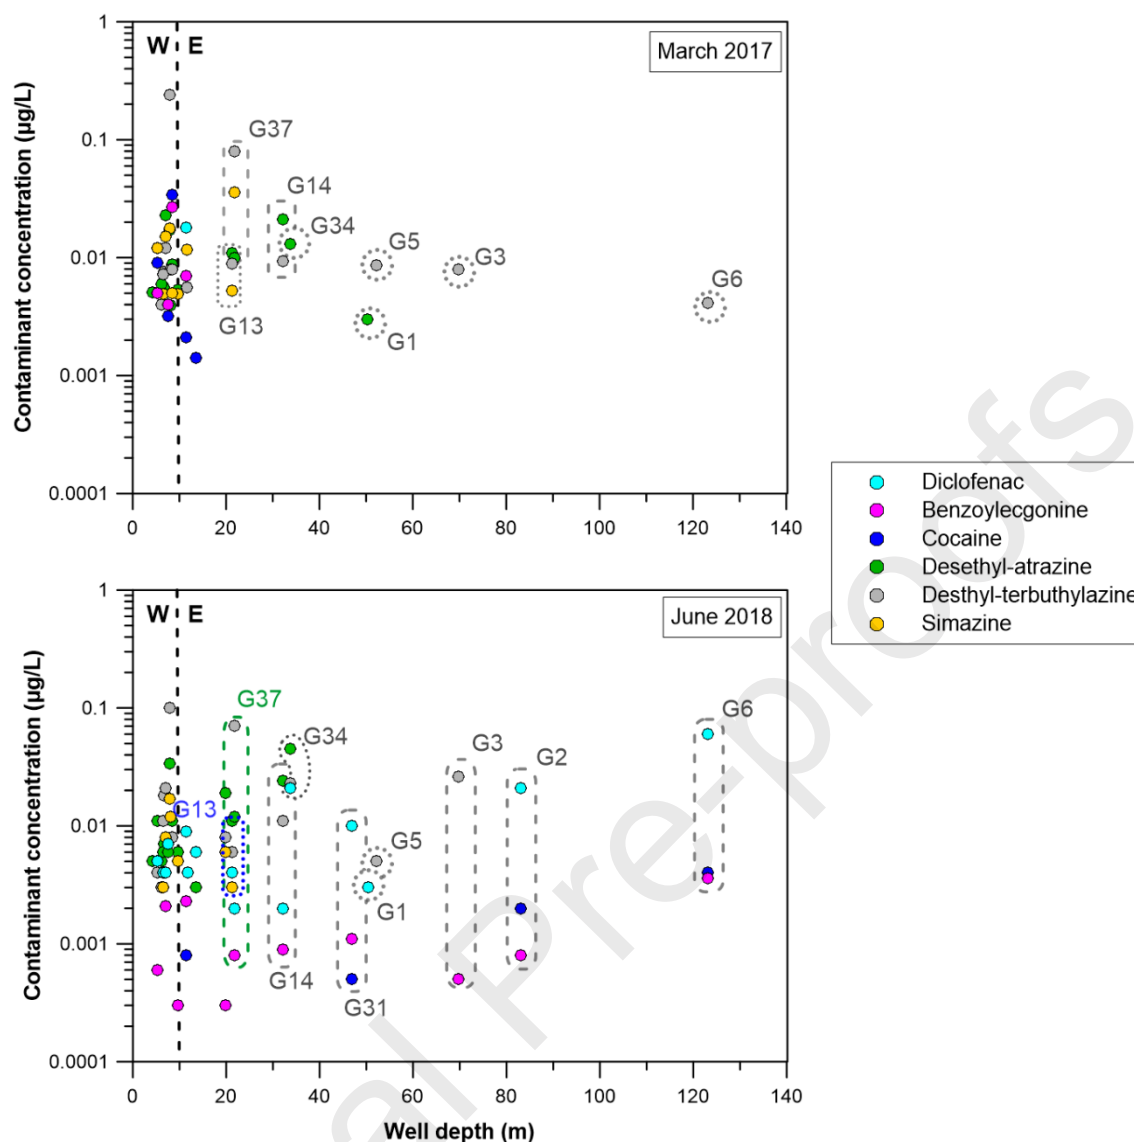 1
W E
March 2017
G37
0.1
G14
G34
G5
G3
0.01
G6
G13
G1
0.001
0.0001
0 20 40 60 80 100 120 140
Contaminant concentration (µg/L)
Diclofenac
Benzoylecgonine
Cocaine
Desethyl-atrazine
Desthyl-terbuthylazine
Simazine
1
W E
June 2018
G37
0.1
G34
G6
G3
G2
G13
0.01
G5
G1
0.001
G14
G31
0.0001
0 20 40 60 80 100 120 140
Contaminant concentration (µg/L)
Well depth (m)
al Pre-proofs